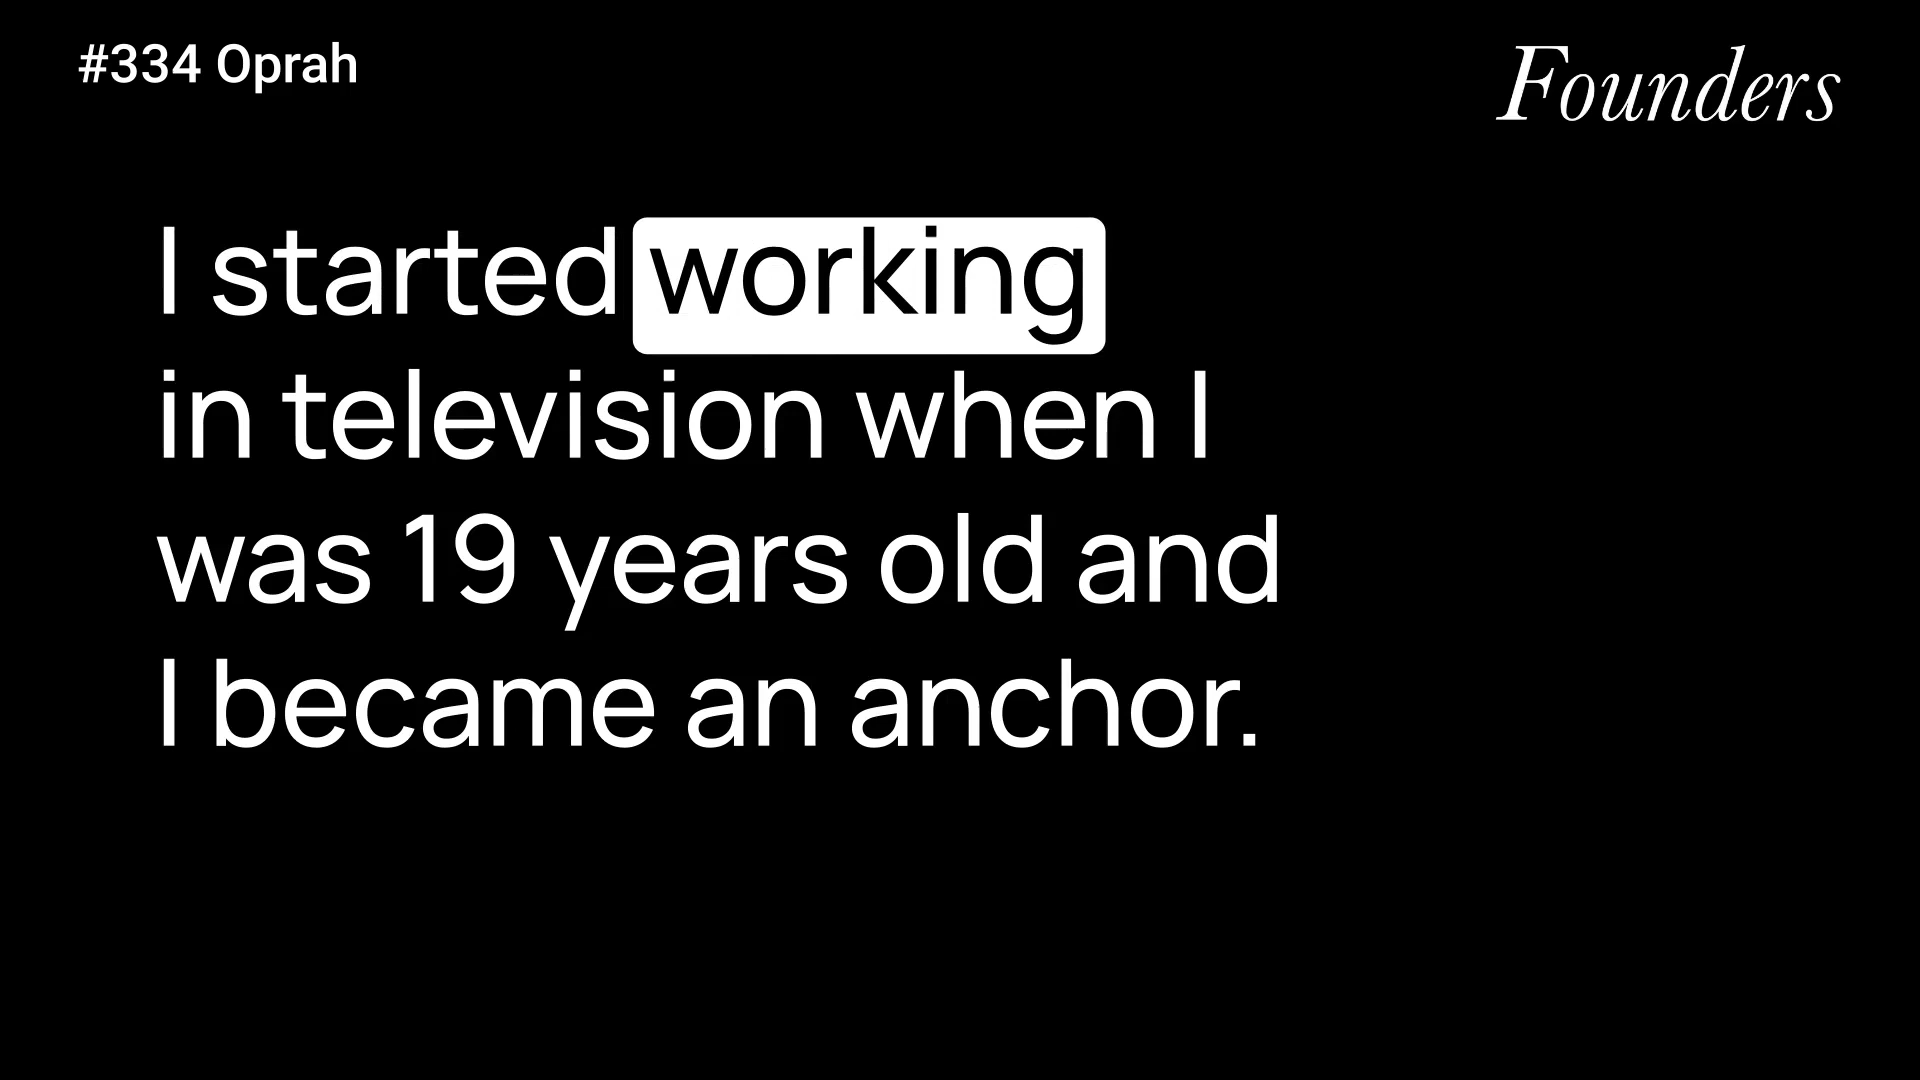 #334 Oprah
Founders
I started working
in television when I
was 19 years old and
I became an anchor.